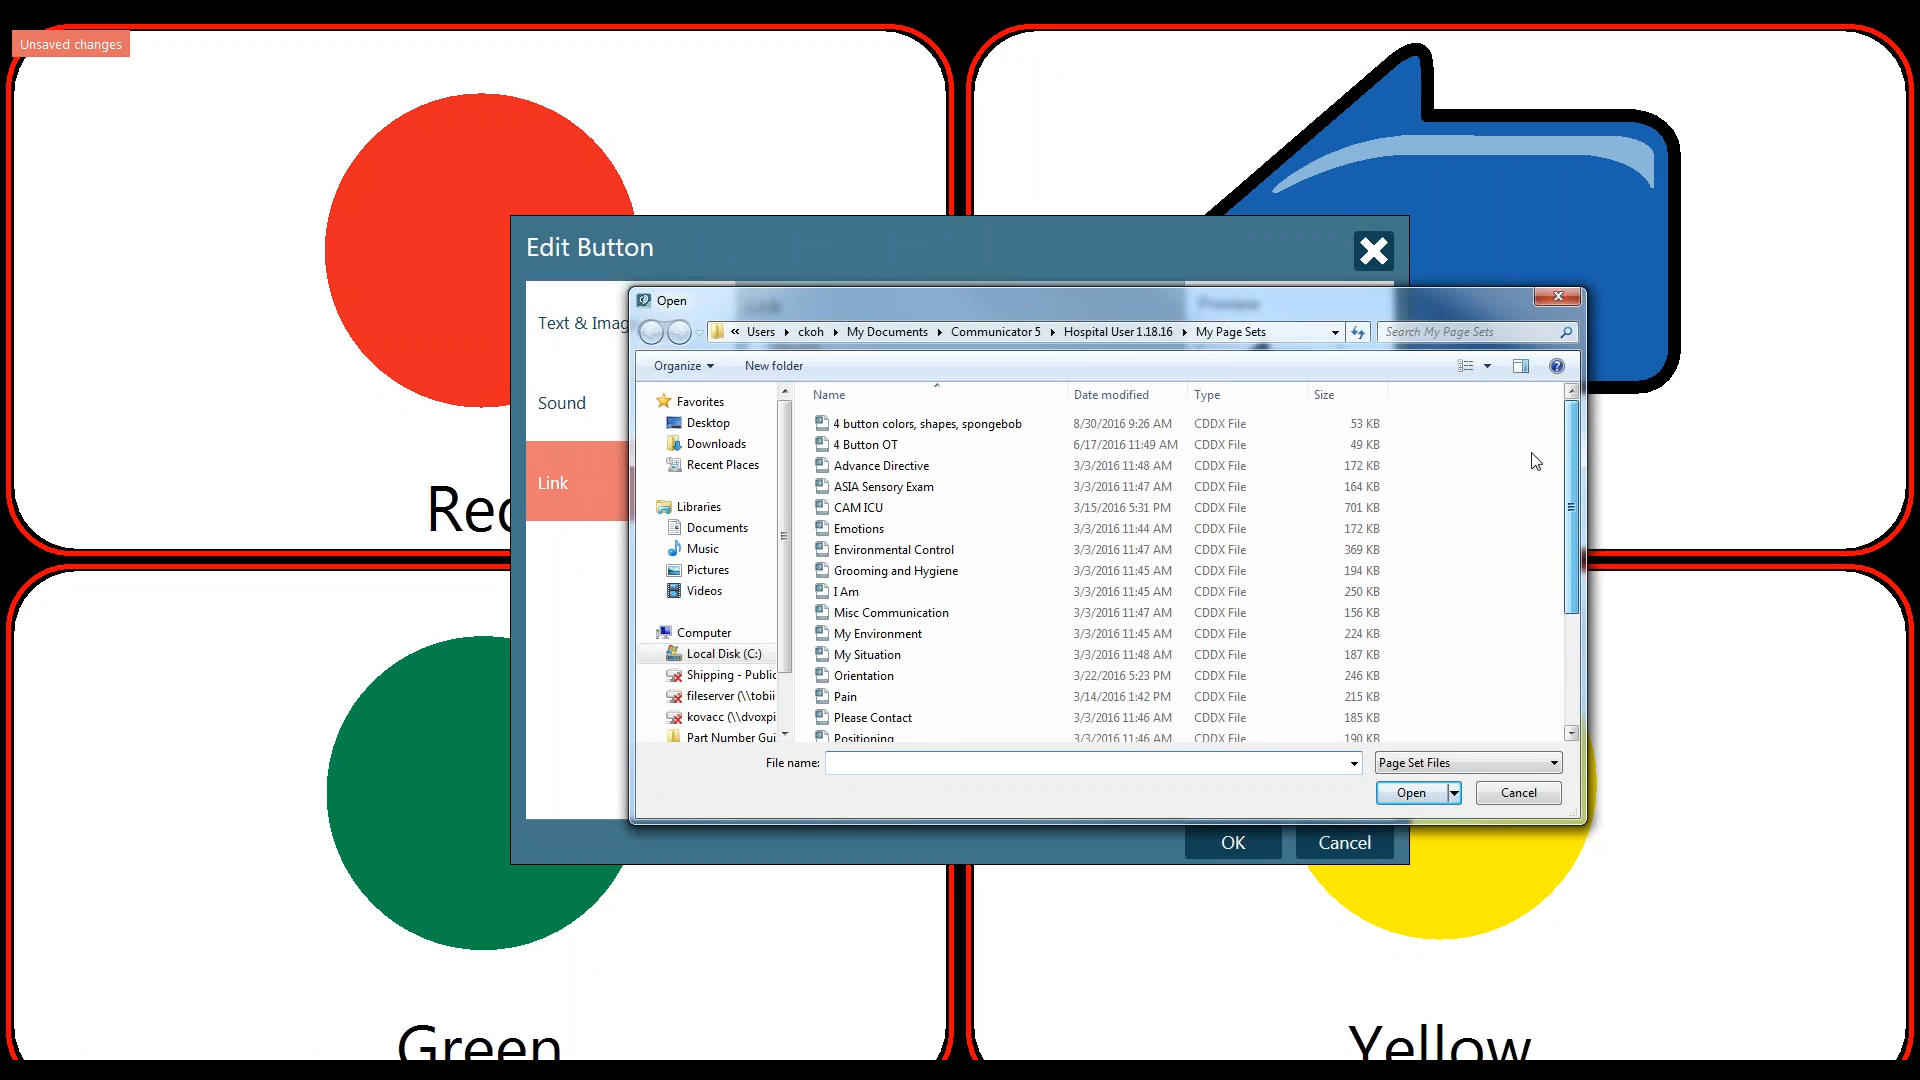 Unsaved changes
Edit Button
Text & Imag
Sound
Link
Preview
Open
« Users ckoh My Documents Communicator 5 Hospital User 1.18.16 My Page Sets
Search My Page Sets
Organize New folder
Favorites
Desktop
Downloads
Recent Places
Libraries
Documents
Music
Pictures
Videos
Computer
Local Disk (C:)
Shipping - Public
fileserver (\\tobii
kovacc (\\dvoxpi
Part Number Gui
Name Date modified Type Size
4 button colors, shapes, spongebob 8/30/2016 9:26 AM CDDX File 53 KB
4 Button OT 6/17/2016 11:49 AM CDDX File 49 KB
Advance Directive 3/3/2016 11:48 AM CDDX File 172 KB
ASIA Sensory Exam 3/3/2016 11:47 AM CDDX File 164 KB
CAM ICU 3/15/2016 5:31 PM CDDX File 701 KB
Emotions 3/3/2016 11:44 AM CDDX File 172 KB
Environmental Control 3/3/2016 11:47 AM CDDX File 369 KB
Grooming and Hygiene 3/3/2016 11:45 AM CDDX File 194 KB
I Am 3/3/2016 11:45 AM CDDX File 250 KB
Misc Communication 3/3/2016 11:47 AM CDDX File 156 KB
My Environment 3/3/2016 11:45 AM CDDX File 224 KB
My Situation 3/3/2016 11:48 AM CDDX File 187 KB
Orientation 3/22/2016 5:23 PM CDDX File 246 KB
Pain 3/14/2016 1:42 PM CDDX File 215 KB
Please Contact 3/3/2016 11:46 AM CDDX File 185 KB
Positioning 3/3/2016 11:46 AM CDDX File 190 KB
File name: Page Set Files
Open Cancel
OK Cancel
Red
Green
Yellow